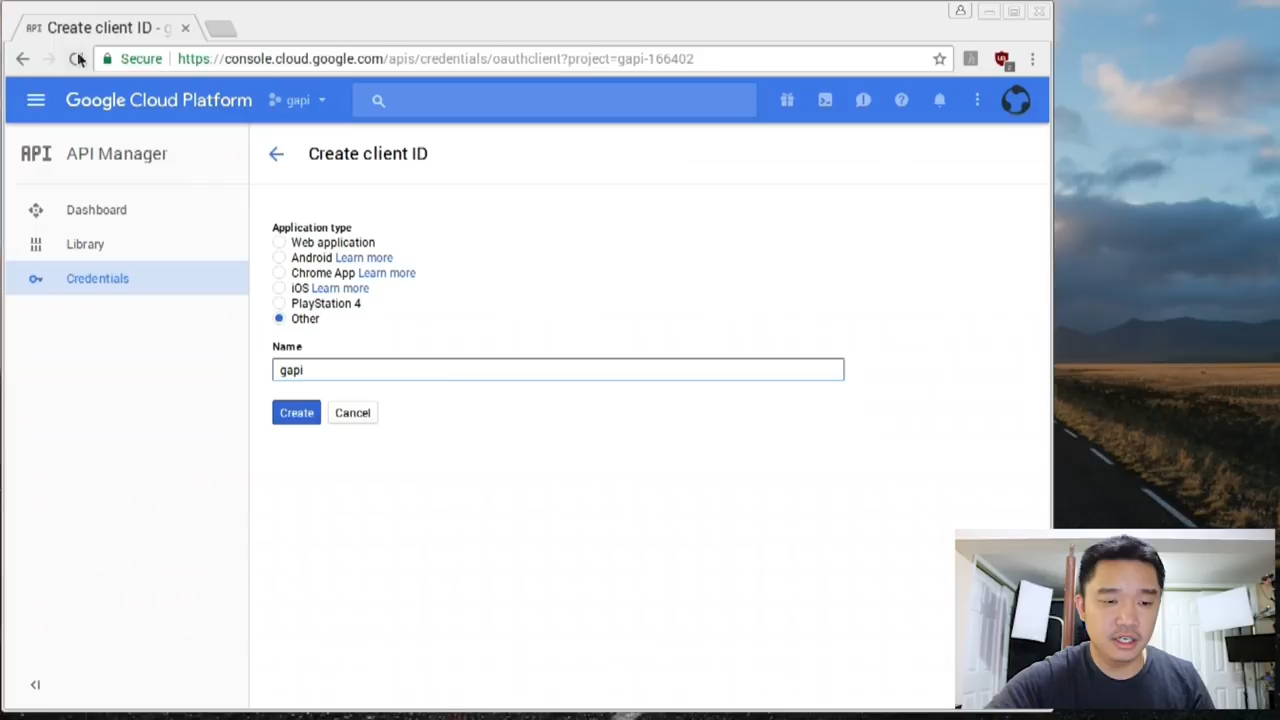 API Create client ID - g
Secure https://console.cloud.google.com/apis/credentials/oauthclient?project=gapi-166402
Google Cloud Platform gapi
API API Manager
Create client ID
Dashboard
Library
Credentials
Application type
Web application
Android Learn more
Chrome App Learn more
iOS Learn more
PlayStation 4
Other
Name
gapi
Create Cancel